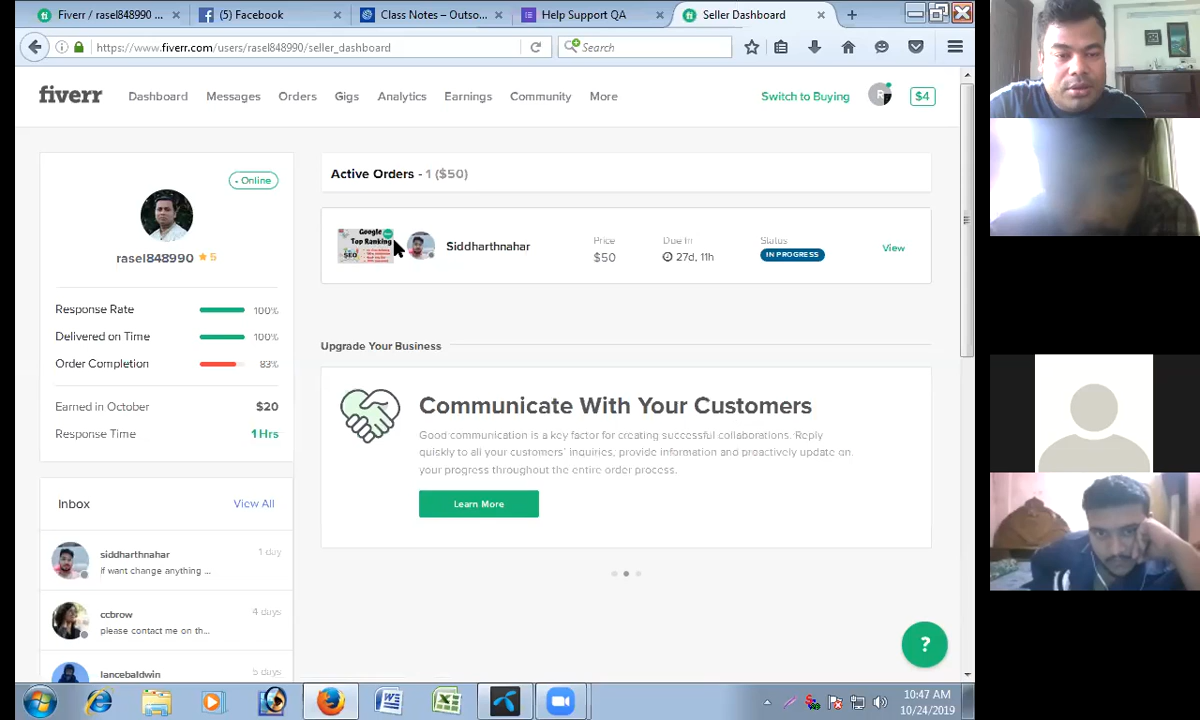 Fiverr / rasel848990
(5) Facebook
Class Notes – Outso...
Help Support QA
Seller Dashboard
https://www.fiverr.com/users/rasel848990/seller_dashboard
Search
fiverr
Dashboard
Messages
Orders
Gigs
Analytics
Earnings
Community
More
Switch to Buying
R
$4
Online
rasel848990
5
Response Rate
100%
Delivered on Time
100%
Order Completion
83%
Earned in October
$20
Response Time
1 Hrs
Active Orders - 1 ($50)
Google
Top Ranking
SEO
Siddharthnahar
Price
$50
Due In
27d, 11h
Status
IN PROGRESS
View
Upgrade Your Business
Communicate With Your Customers
Good communication is a key factor for creating successful collaborations. Reply
quickly to all your customers' inquiries, provide information and proactively update on
your progress throughout the entire order process.
Learn More
Inbox
View All
siddharthnahar
1 day
if want change anything ...
ccbrow
4 days
please contact me on th...
lancebaldwin
5 days
?
10:47 AM
10/24/2019